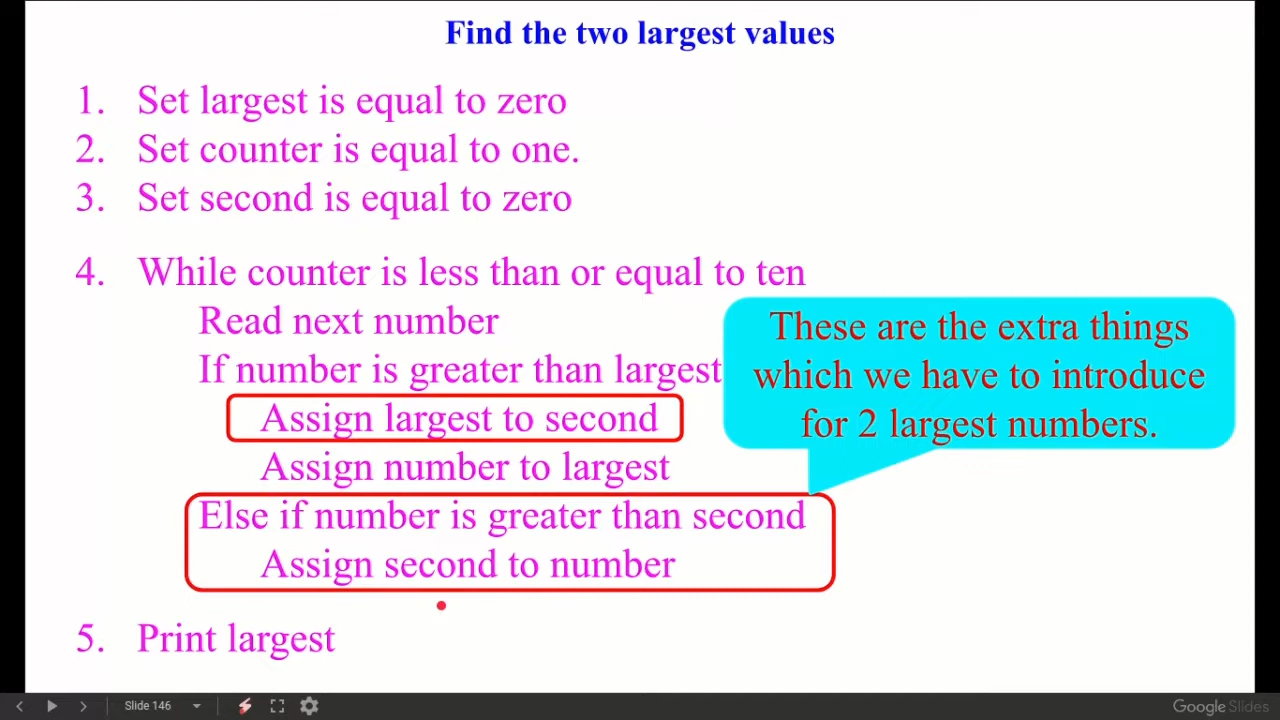 Find the two largest values
1. Set largest is equal to zero
2. Set counter is equal to one.
3. Set second is equal to zero
4. While counter is less than or equal to ten
Read next number
If number is greater than largest
Assign largest to second
Assign number to largest
Else if number is greater than second
Assign second to number
These are the extra things
which we have to introduce
for 2 largest numbers.
5. Print largest
Slide 146
Google Slides